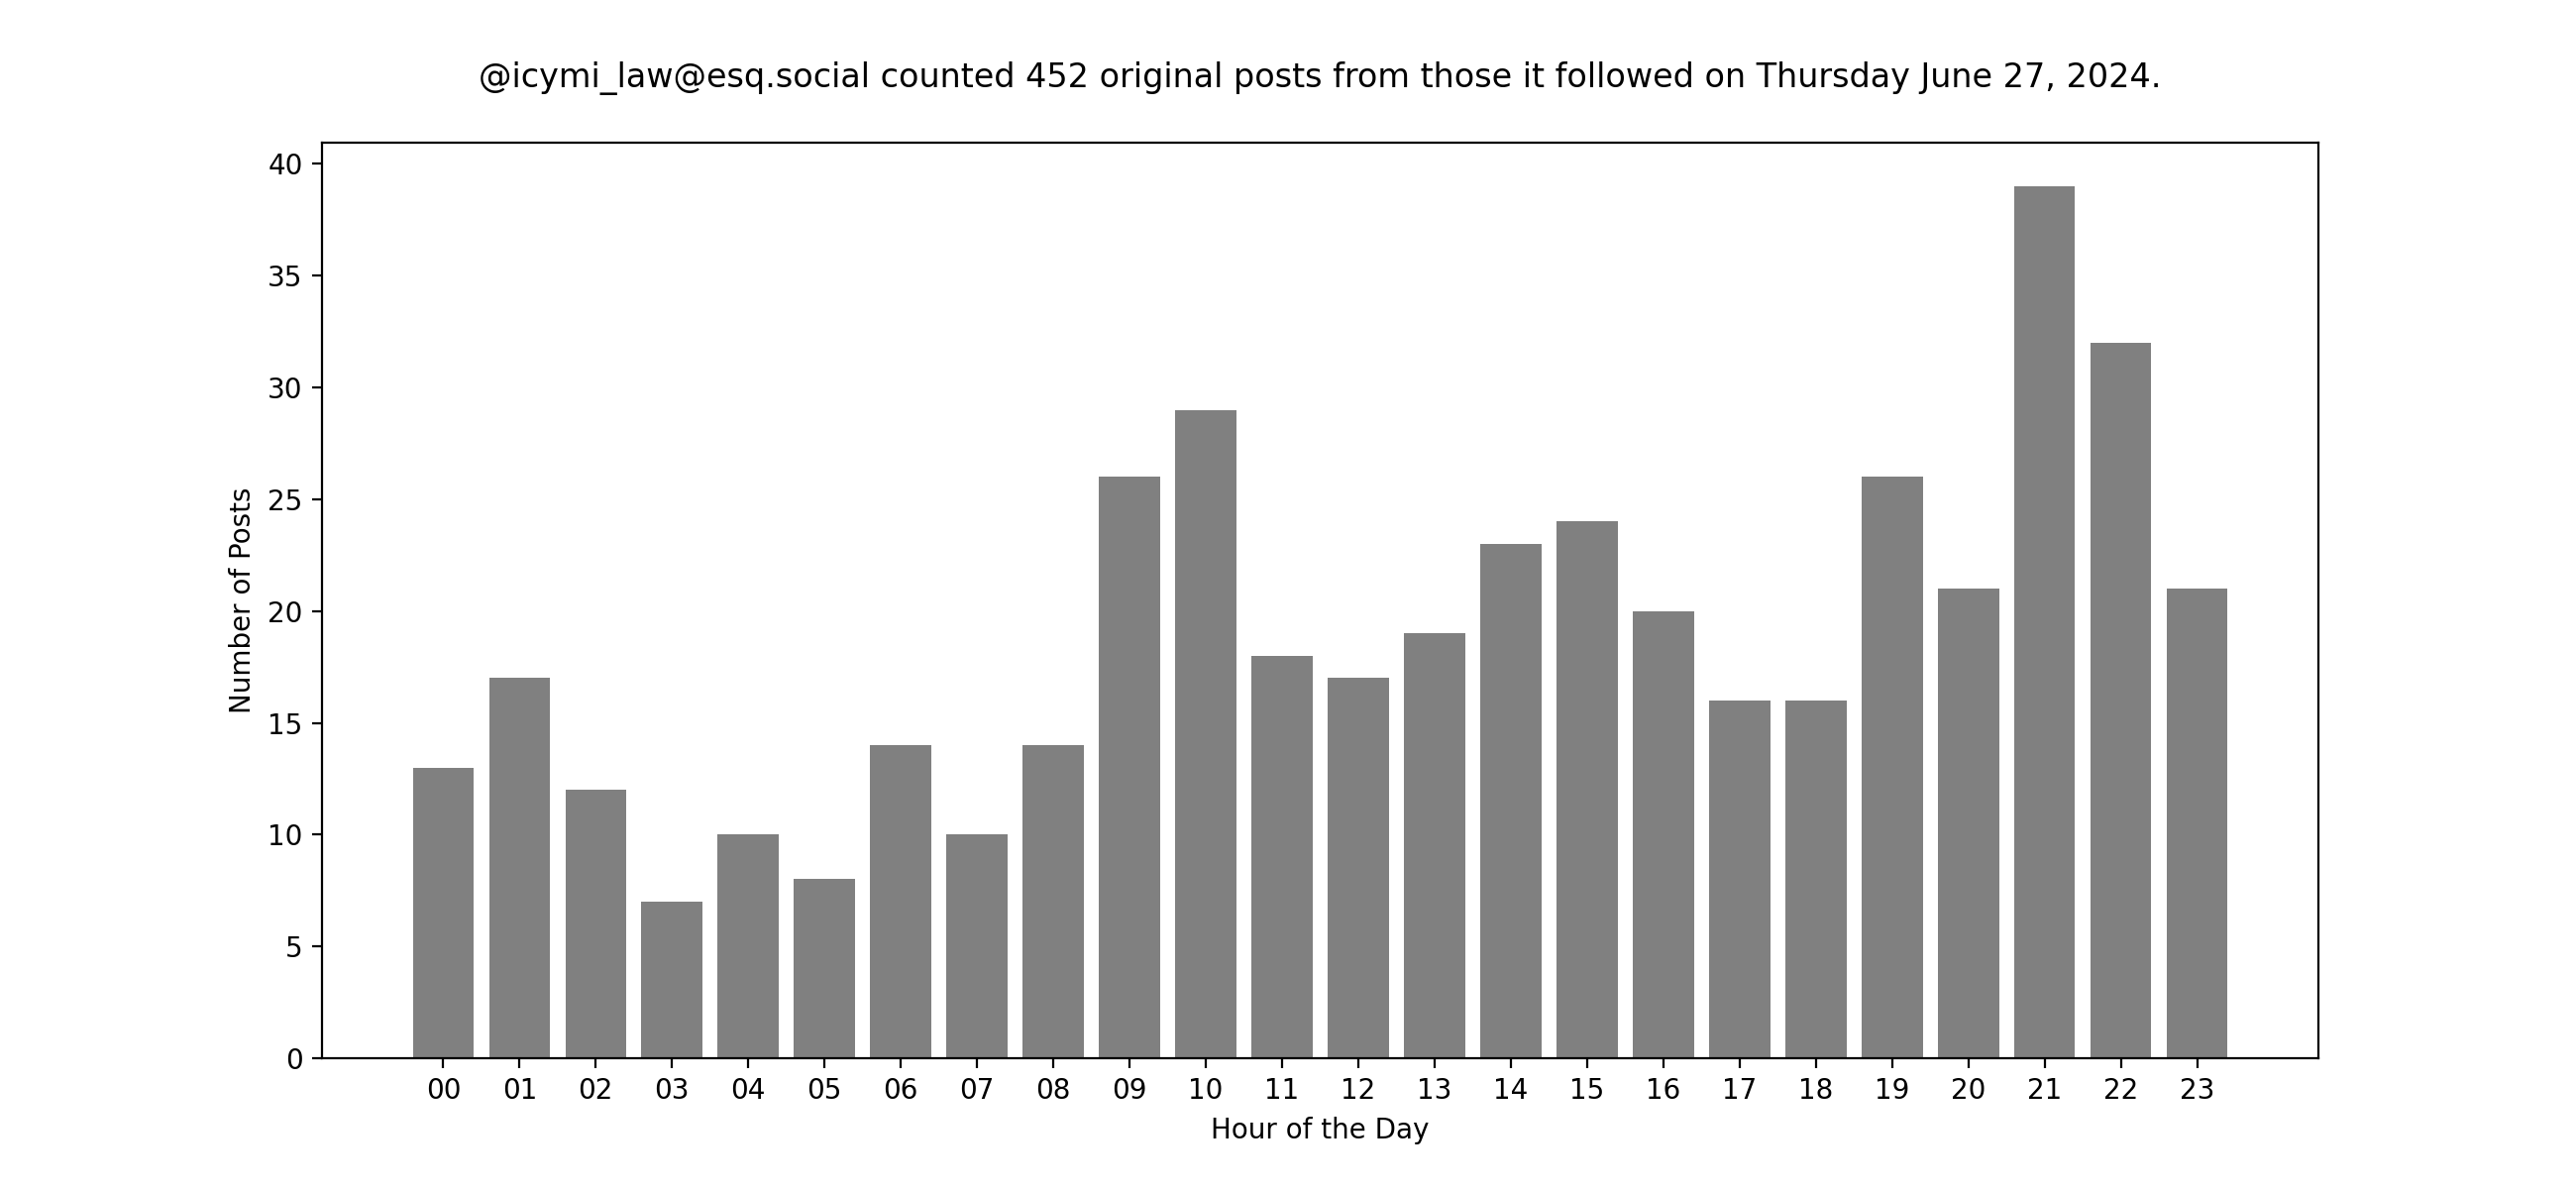 @icymi_law@esq.social counted 452 original posts from those it followed on Thursday June 27, 2024.
40
35
30
25
20
15
10
5
0
Number of Posts
00 01 02 03 04 05 06 07 08 09 10 11 12 13 14 15 16 17 18 19 20 21 22 23
Hour of the Day